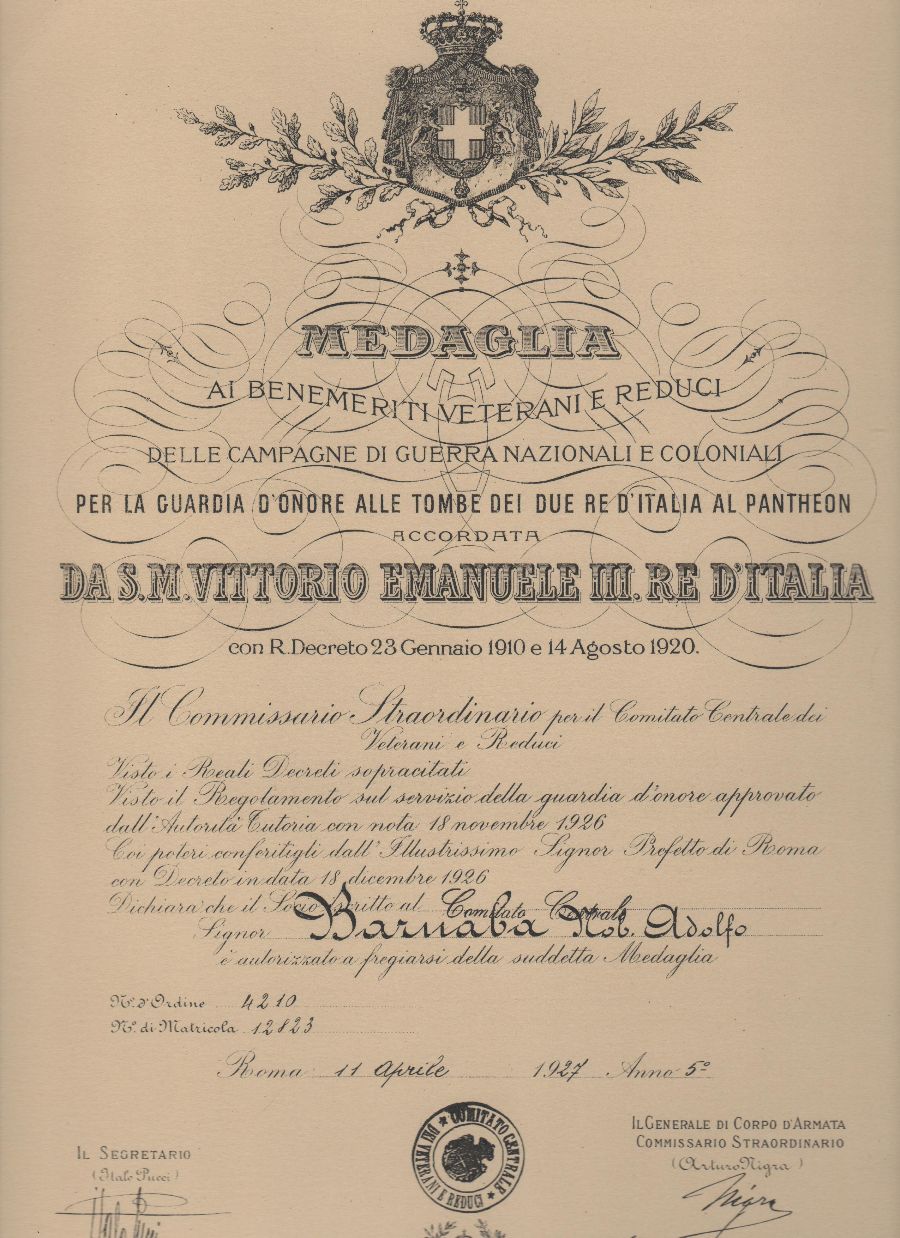 MEDAGLIA
AI BENEMERITI VETERANI E REDUCI
DELLE CAMPAGNE DI GUERRA NAZIONALI E COLONIALI
PER LA GUARDIA D'ONORE ALLE TOMBE DEI DUE RE D'ITALIA AL PANTHEON
ACCORDATA
DA S.M. VITTORIO EMANUELE III. RE D'ITALIA
con R. Decreto 23 Gennaio 1910 e 14 Agosto 1920.
Il Commissario Straordinario per il Comitato Centrale dei
Veterani e Reduci
Visto i Reali Decreti sopracitati
Visto il Regolamento sul servizio della guardia d'onore approvato
dall'Autorità Tutoria con nota 18 novembre 1926
Coi poteri conferitigli dall'Illustrissimo Signor Prefetto di Roma
con Decreto in data 18 dicembre 1926
Dichiara che il Socio iscritto al Comitato Centrale
Signor Barnaba Nob. Adolfo
è autorizzato a fregiarsi della suddetta Medaglia
N.° d'Ordine 4210
N.° di Matricola 12823
Roma 11 aprile 1927 Anno 5°
IL SEGRETARIO
(Italo Pucci)
COMITATO CENTRALE DEI VETERANI E REDUCI
IL GENERALE DI CORPO D'ARMATA
COMMISSARIO STRAORDINARIO
(Arturo Nigra)
Nigra